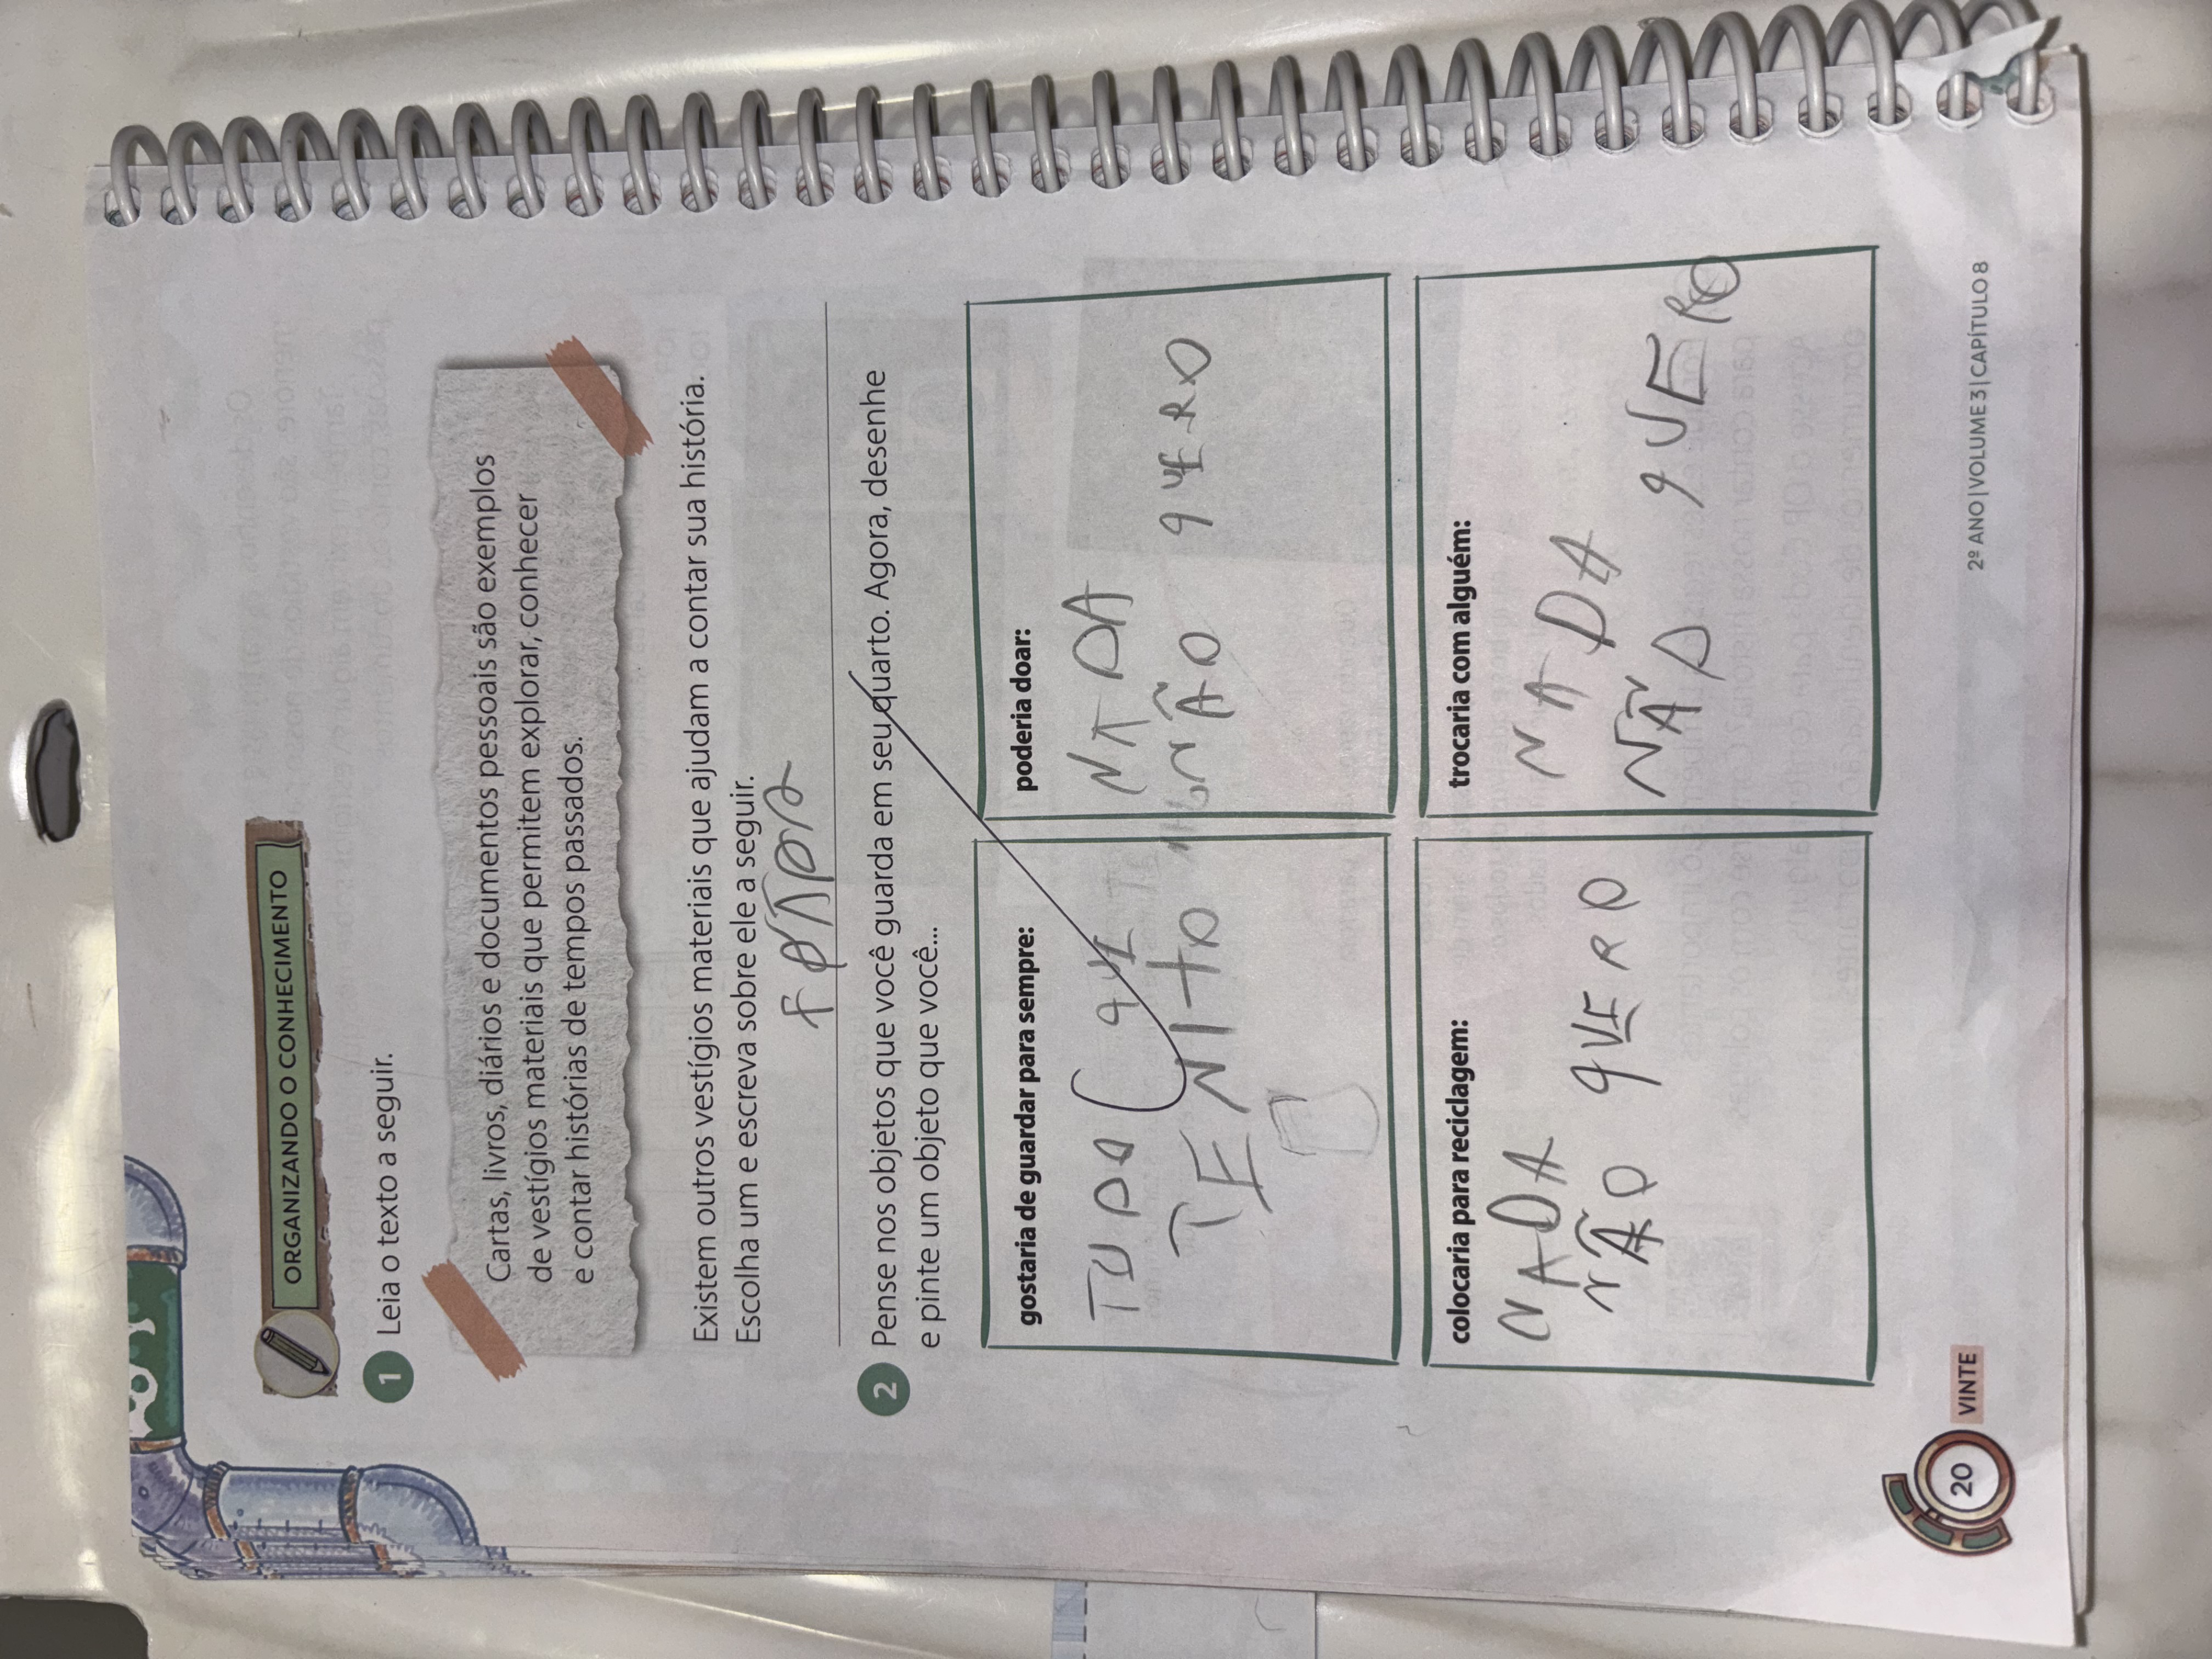 ORGANIZANDO O CONHECIMENTO
1 Leia o texto a seguir.
Cartas, livros, diários e documentos pessoais são exemplos
de vestígios materiais que permitem explorar, conhecer
e contar histórias de tempos passados.
Existem outros vestígios materiais que ajudam a contar sua história.
Escolha um e escreva sobre ele a seguir.
2 Pense nos objetos que você guarda em seu quarto. Agora, desenhe
e pinte um objeto que você...
gostaria de guardar para sempre:
TUDO QUE
TENHO
poderia doar:
NADA
NÃO QUERO
colocaria para reciclagem:
NADA
NÃO QUERO
trocaria com alguém:
NADA
NÃO QUERO
20 VINTE
2º ANO | VOLUME 3 | CAPÍTULO 8